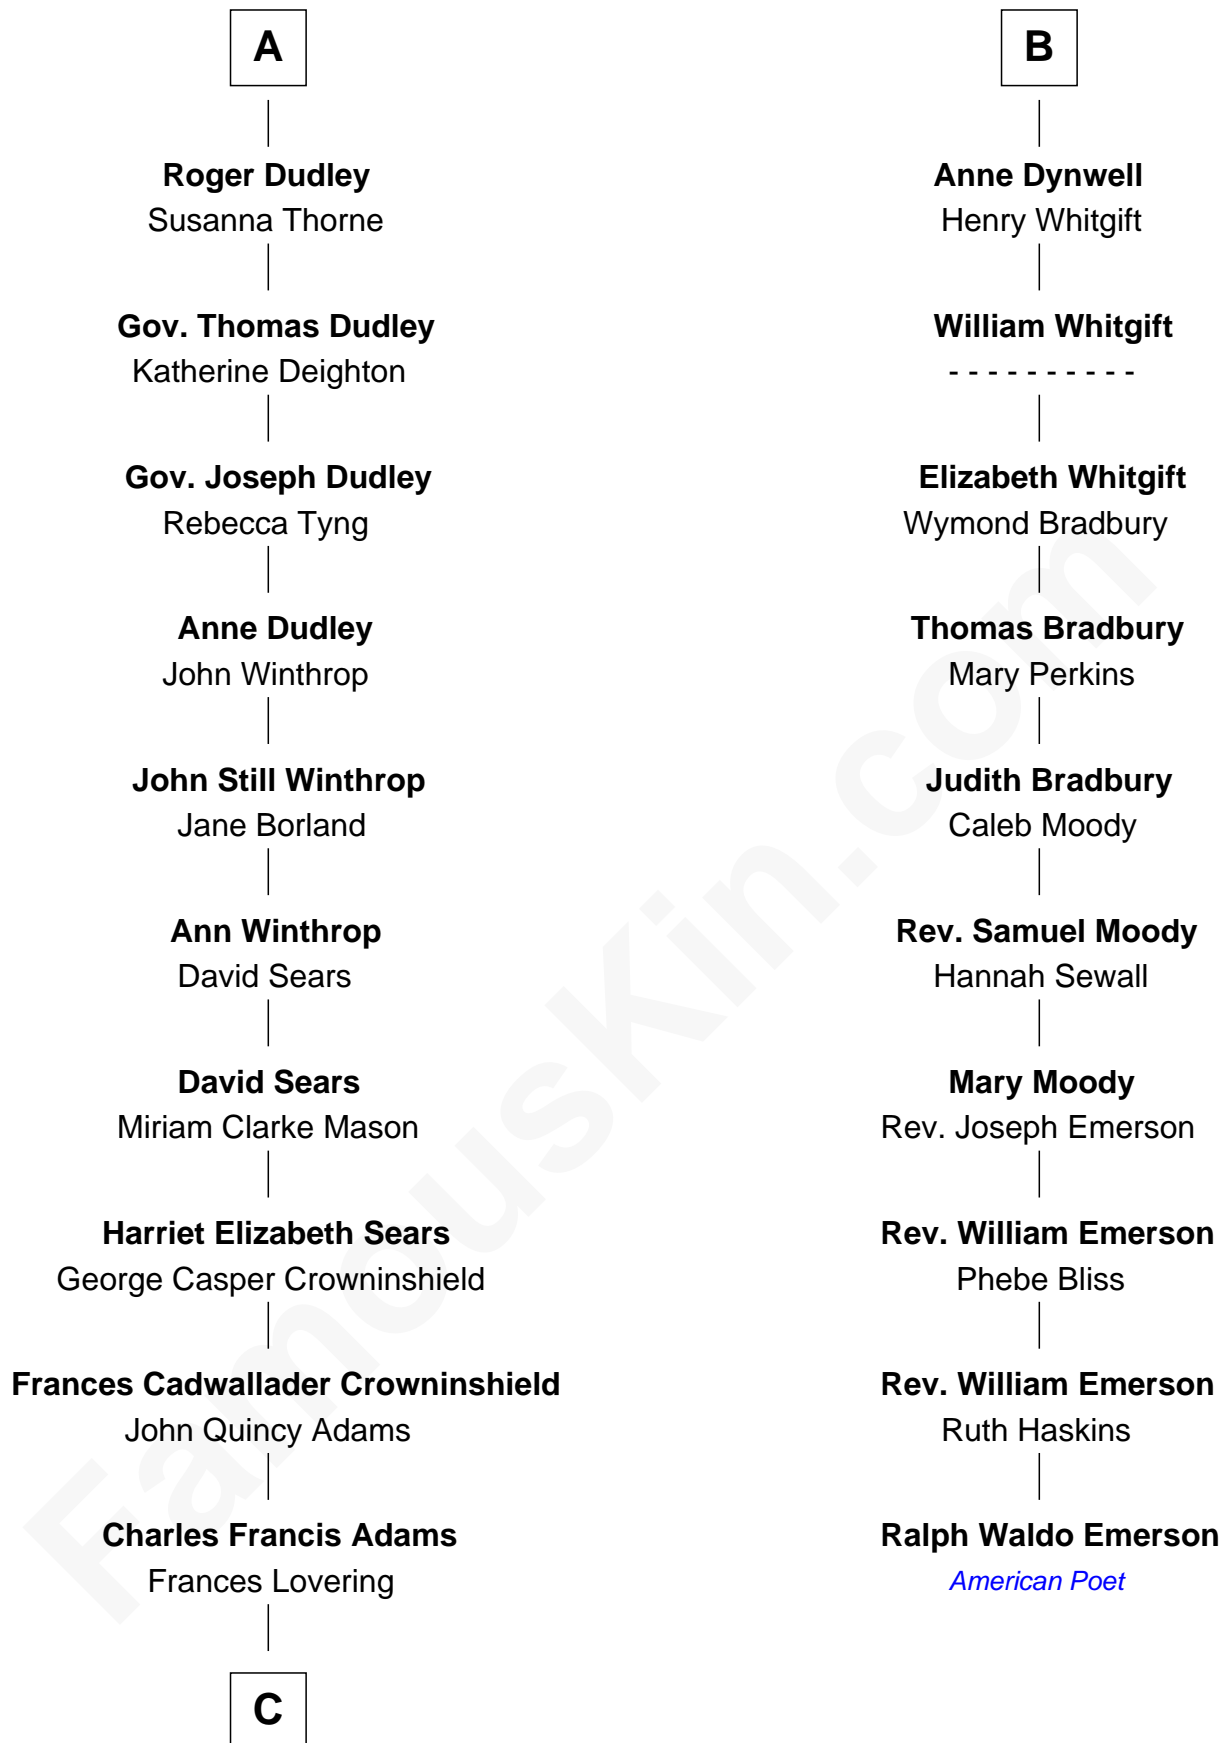 A
Roger Dudley
Susanna Thorne
Gov. Thomas Dudley
Katherine Deighton
Gov. Joseph Dudley
Rebecca Tyng
Anne Dudley
John Winthrop
John Still Winthrop
Jane Borland
Ann Winthrop
David Sears
David Sears
Miriam Clarke Mason
Harriet Elizabeth Sears
George Casper Crowninshield
Frances Cadwallader Crowninshield
John Quincy Adams
Charles Francis Adams
Frances Lovering
C
B
Anne Dynwell
Henry Whitgift
William Whitgift
- - - - - - - - - -
Elizabeth Whitgift
Wymond Bradbury
Thomas Bradbury
Mary Perkins
Judith Bradbury
Caleb Moody
Rev. Samuel Moody
Hannah Sewall
Mary Moody
Rev. Joseph Emerson
Rev. William Emerson
Phebe Bliss
Rev. William Emerson
Ruth Haskins
Ralph Waldo Emerson
American Poet
FamousKin.com